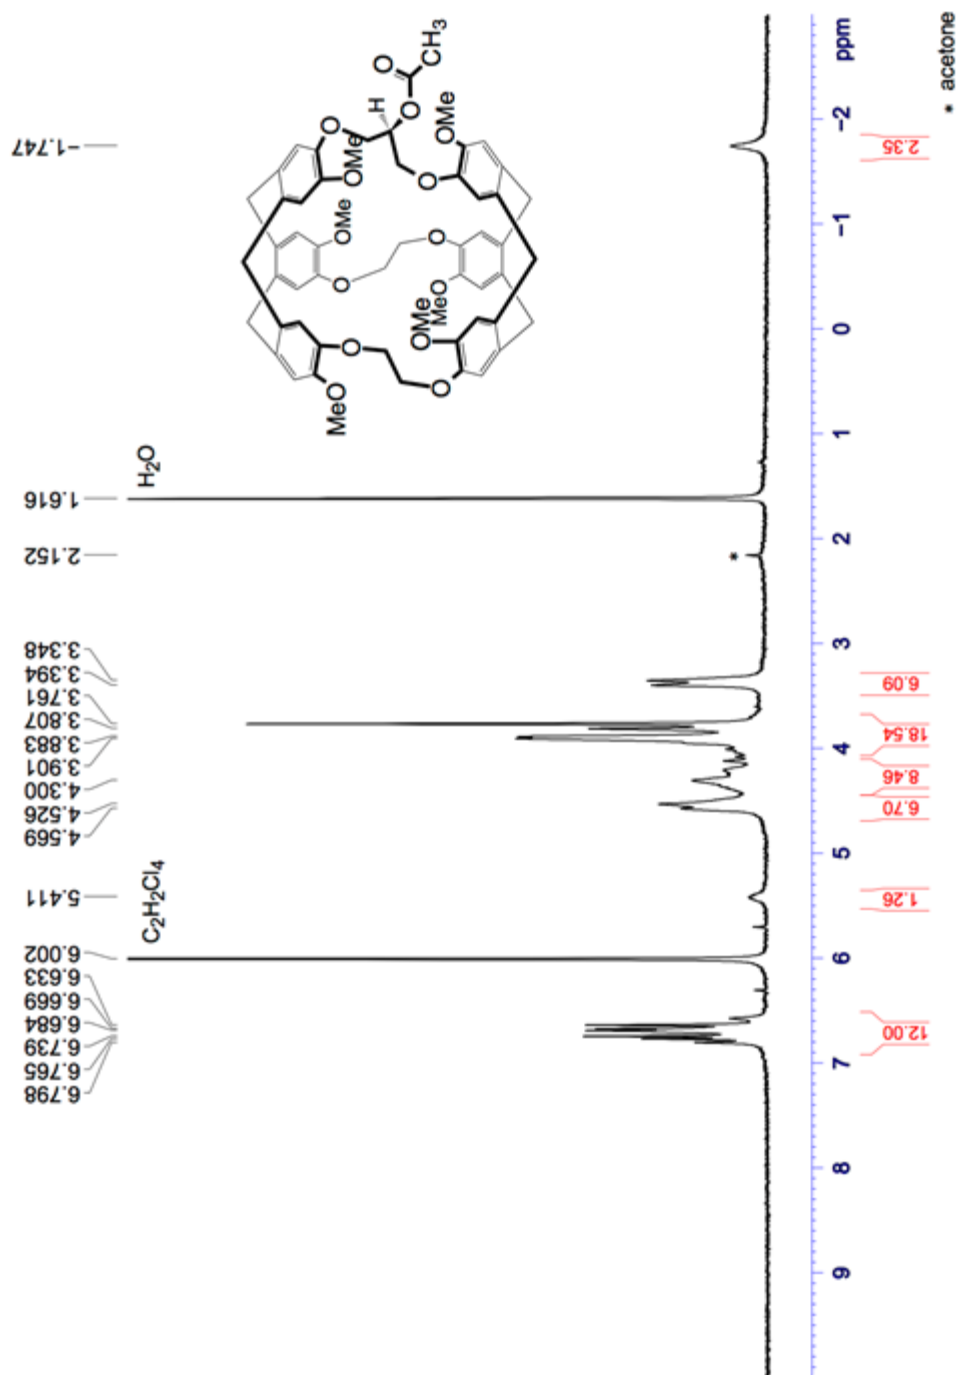 6.798
6.765
6.739
6.684
6.669
6.633
6.002
5.411
4.569
4.526
4.300
3.901
3.883
3.807
3.761
3.394
3.348
2.152
1.616
-1.747
C2H2Cl4
H2O
O
CH3
O
H
O
OMe
OMe
OMe
O
O
O
O
MeO
OMe
O
O
MeO
*
9
8
7
6
5
4
3
2
1
0
-1
-2
ppm
12.00
1.26
6.70
8.46
18.54
6.09
2.35
* acetone